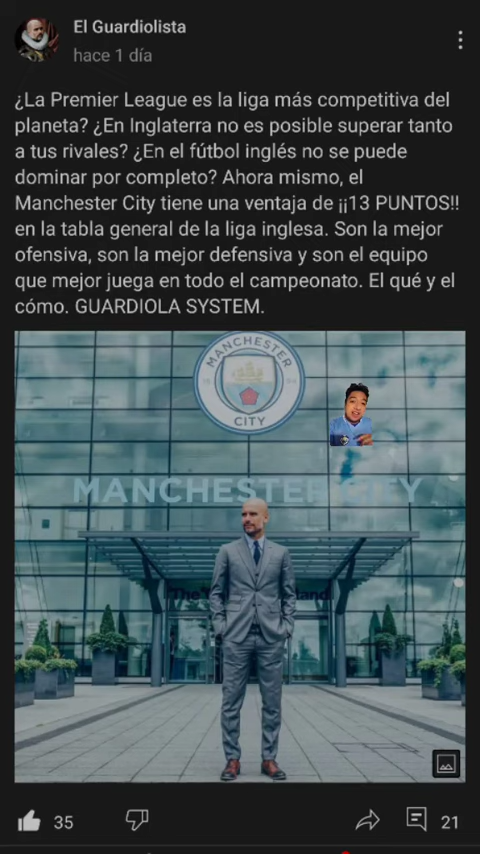 El Guardiolista
hace 1 día
¿La Premier League es la liga más competitiva del
planeta? ¿En Inglaterra no es posible superar tanto
a tus rivales? ¿En el fútbol inglés no se puede
dominar por completo? Ahora mismo, el
Manchester City tiene una ventaja de ¡¡13 PUNTOS!!
en la tabla general de la liga inglesa. Son la mejor
ofensiva, son la mejor defensiva y son el equipo
que mejor juega en todo el campeonato. El qué y el
cómo. GUARDIOLA SYSTEM.
MANCHESTER
CITY
MANCHESTER CITY
35
21